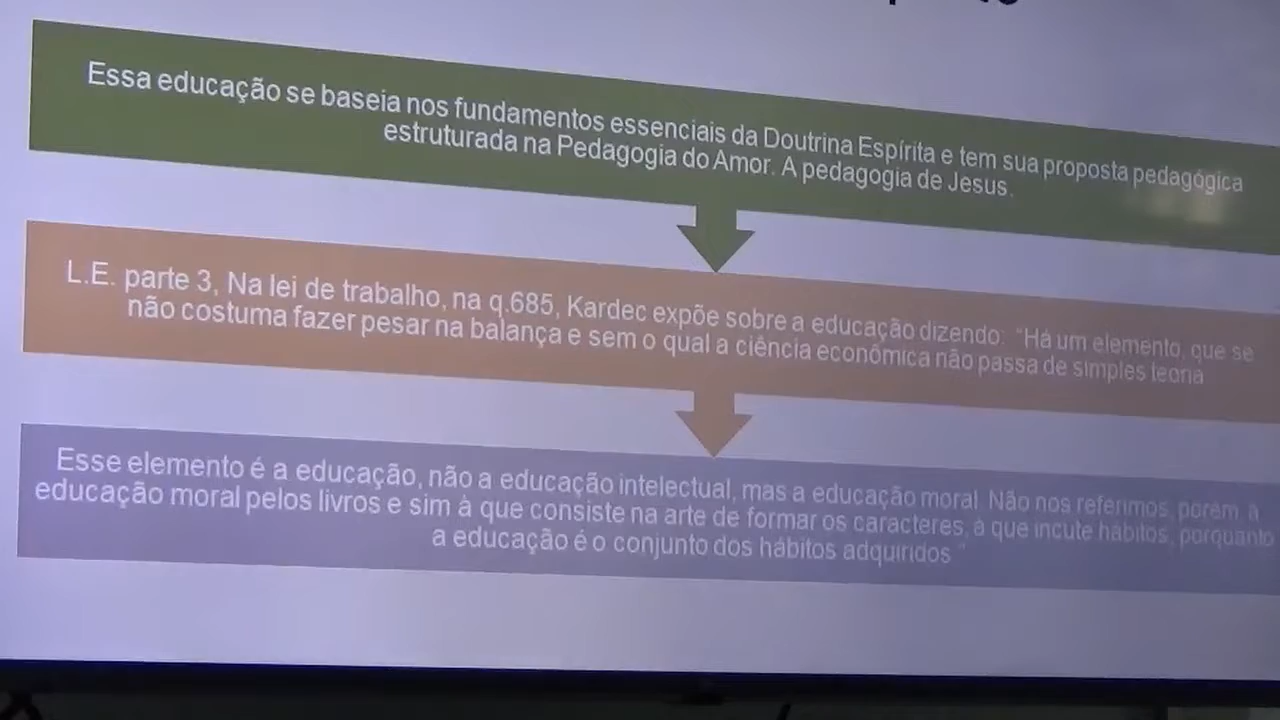 Essa educação se baseia nos fundamentos essenciais da Doutrina Espírita e tem sua proposta pedagógica
estruturada na Pedagogia do Amor. A pedagogia de Jesus.
L.E. parte 3, Na lei de trabalho, na q.685, Kardec expõe sobre a educação dizendo: “Há um elemento, que se
não costuma fazer pesar na balança e sem o qual a ciência econômica não passa de simples teoria
Esse elemento é a educação, não a educação intelectual, mas a educação moral. Não nos referimos, porém, à
educação moral pelos livros e sim à que consiste na arte de formar os caracteres, à que incute hábitos, porquanto
a educação é o conjunto dos hábitos adquiridos.”